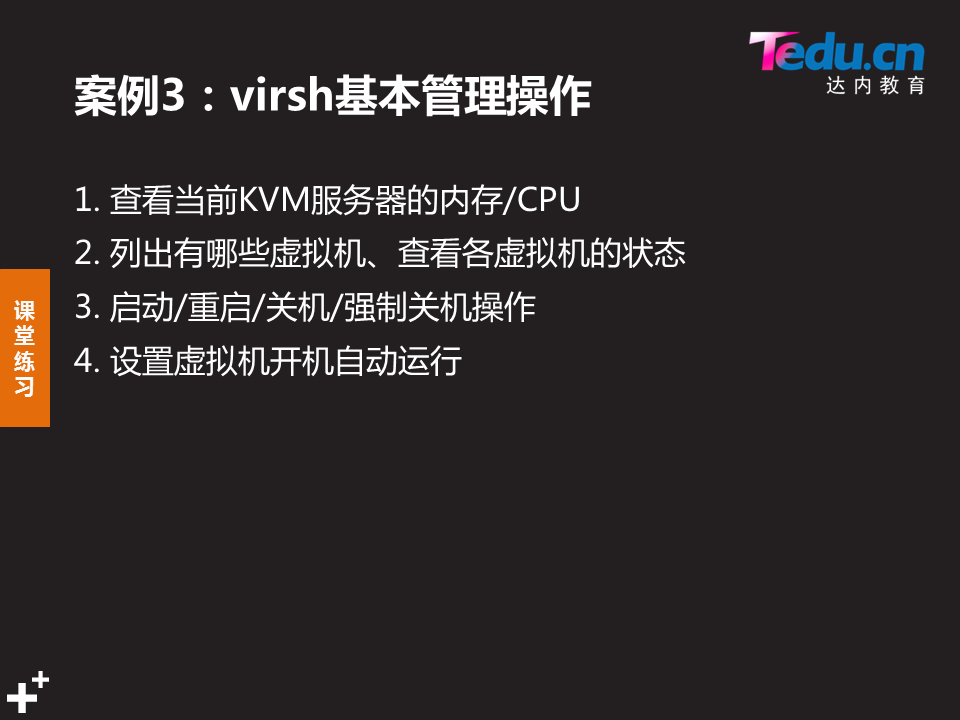 Tedu.cn
达内教育
案例3：virsh基本管理操作
1. 查看当前KVM服务器的内存/CPU
2. 列出有哪些虚拟机、查看各虚拟机的状态
3. 启动/重启/关机/强制关机操作
4. 设置虚拟机开机自动运行
课
堂
练
习